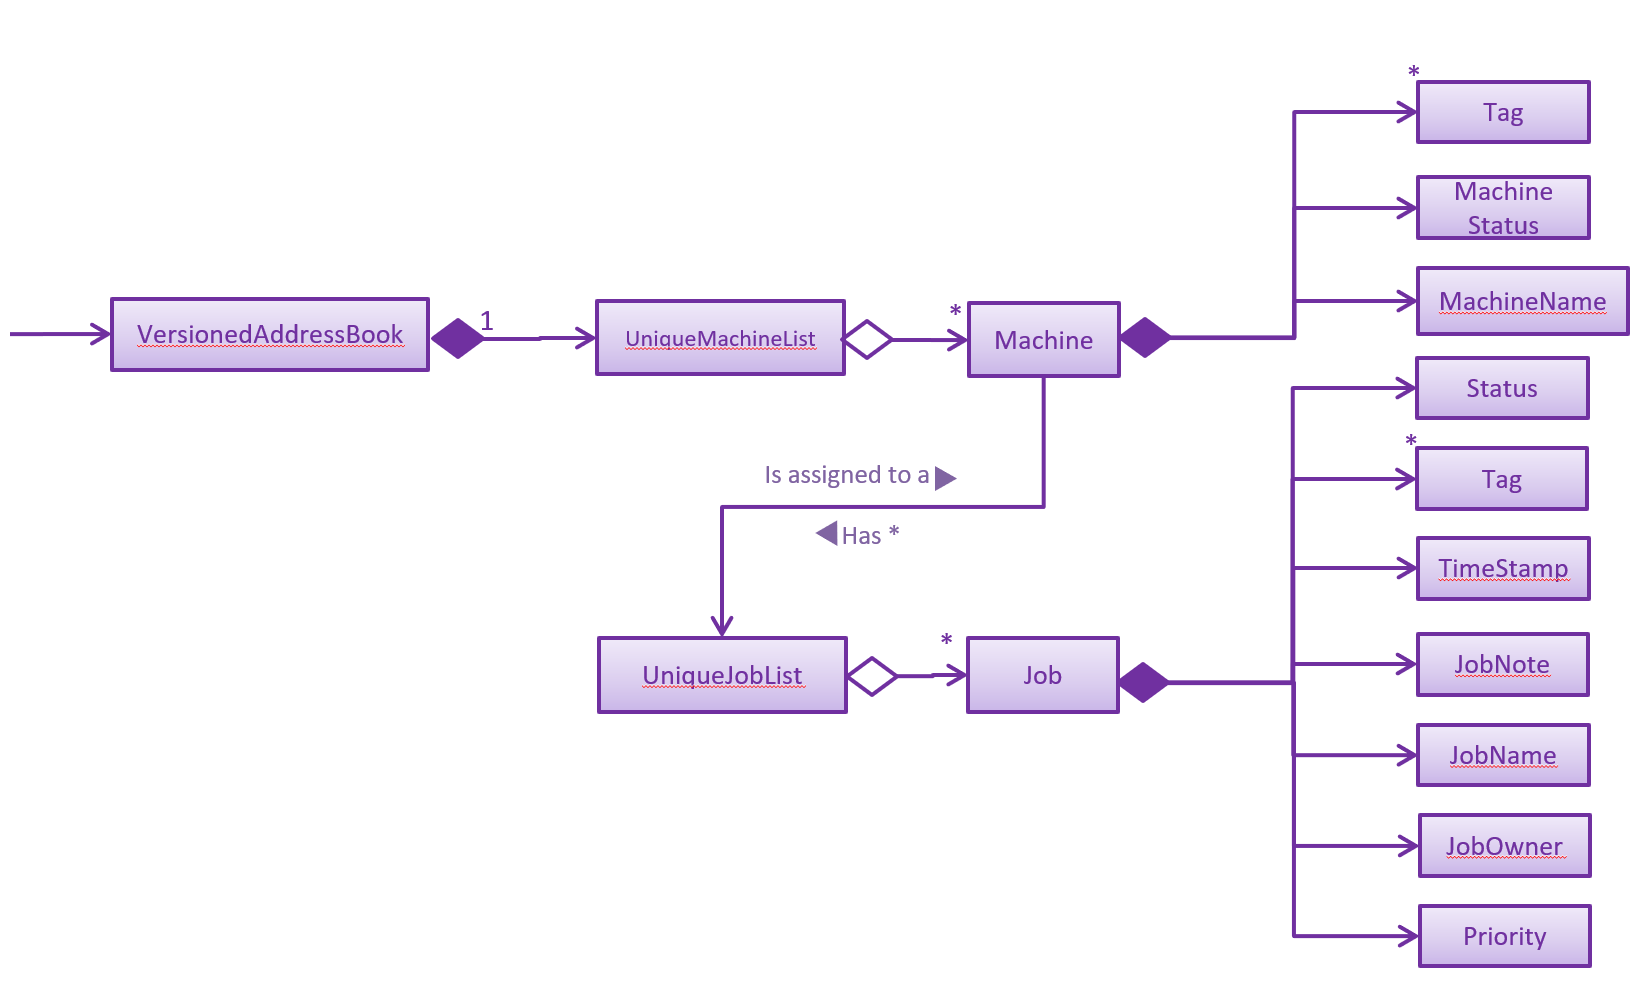 *
Tag
Machine
Status
MachineName
VersionedAddressBook
1
UniqueMachineList
*
Machine
Status
*
Tag
Is assigned to a
Has *
TimeStamp
UniqueJobList
*
Job
JobNote
JobName
JobOwner
Priority